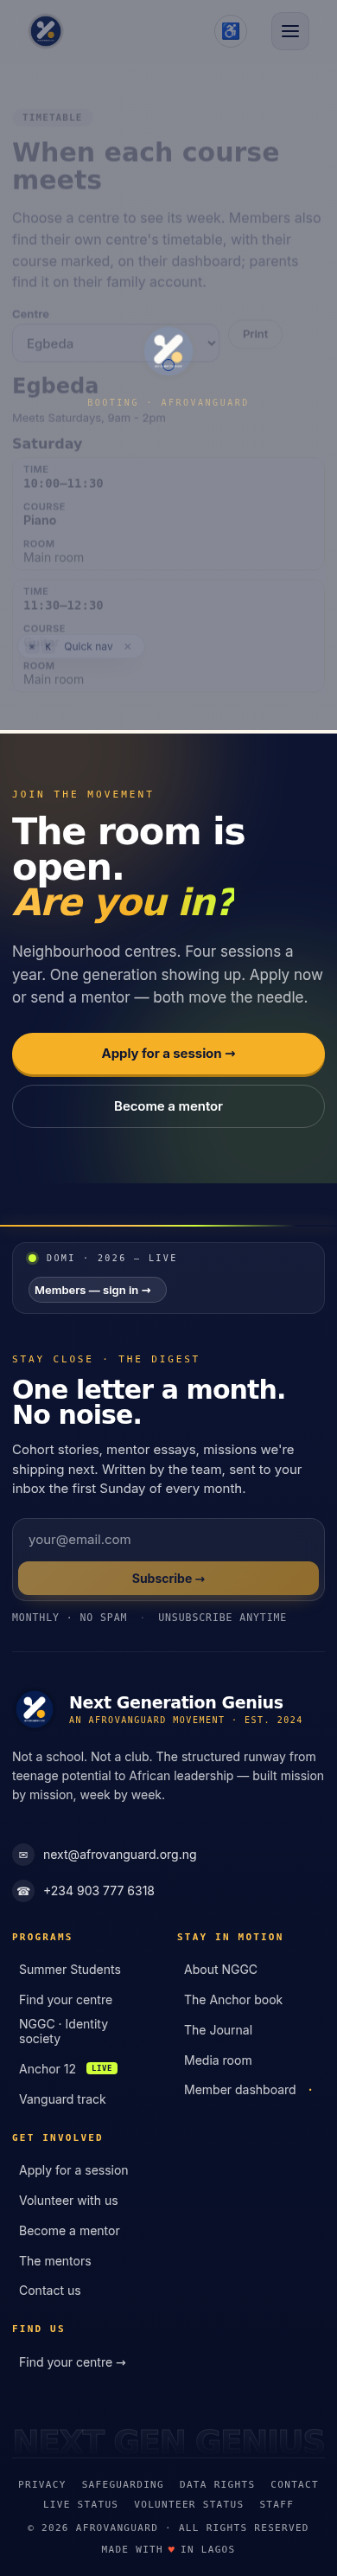 TIMETABLE
When each course
meets
Choose a centre to see its week. Members also
find their own centre's timetable, with their
course marked, on their dashboard; parents
find it on their family account.
Centre
Egbeda
Print
BOOTING · AFROVANGUARD
Egbeda
Meets Saturdays, 9am - 2pm
Saturday
TIME
10:00–11:30
COURSE
Piano
ROOM
Main room
TIME
11:30–12:30
COURSE
⌘ K Quick nav ×
ROOM
Main room
JOIN THE MOVEMENT
The room is
open.
Are you in?
Neighbourhood centres. Four sessions a
year. One generation showing up. Apply now
or send a mentor — both move the needle.
Apply for a session →
Become a mentor
DOMI · 2026 — LIVE
Members — sign in →
STAY CLOSE · THE DIGEST
One letter a month.
No noise.
Cohort stories, mentor essays, missions we're
shipping next. Written by the team, sent to your
inbox the first Sunday of every month.
your@email.com
Subscribe →
MONTHLY · NO SPAM · UNSUBSCRIBE ANYTIME
Next Generation Genius
AN AFROVANGUARD MOVEMENT · EST. 2024
Not a school. Not a club. The structured runway from
teenage potential to African leadership — built mission
by mission, week by week.
next@afrovanguard.org.ng
+234 903 777 6318
PROGRAMS
Summer Students
Find your centre
NGGC · Identity
society
Anchor 12 LIVE
Vanguard track
STAY IN MOTION
About NGGC
The Anchor book
The Journal
Media room
Member dashboard ·
GET INVOLVED
Apply for a session
Volunteer with us
Become a mentor
The mentors
Contact us
FIND US
Find your centre →
NEXT GEN GENIUS
PRIVACY SAFEGUARDING DATA RIGHTS CONTACT
LIVE STATUS VOLUNTEER STATUS STAFF
© 2026 AFROVANGUARD · ALL RIGHTS RESERVED
MADE WITH ♥ IN LAGOS